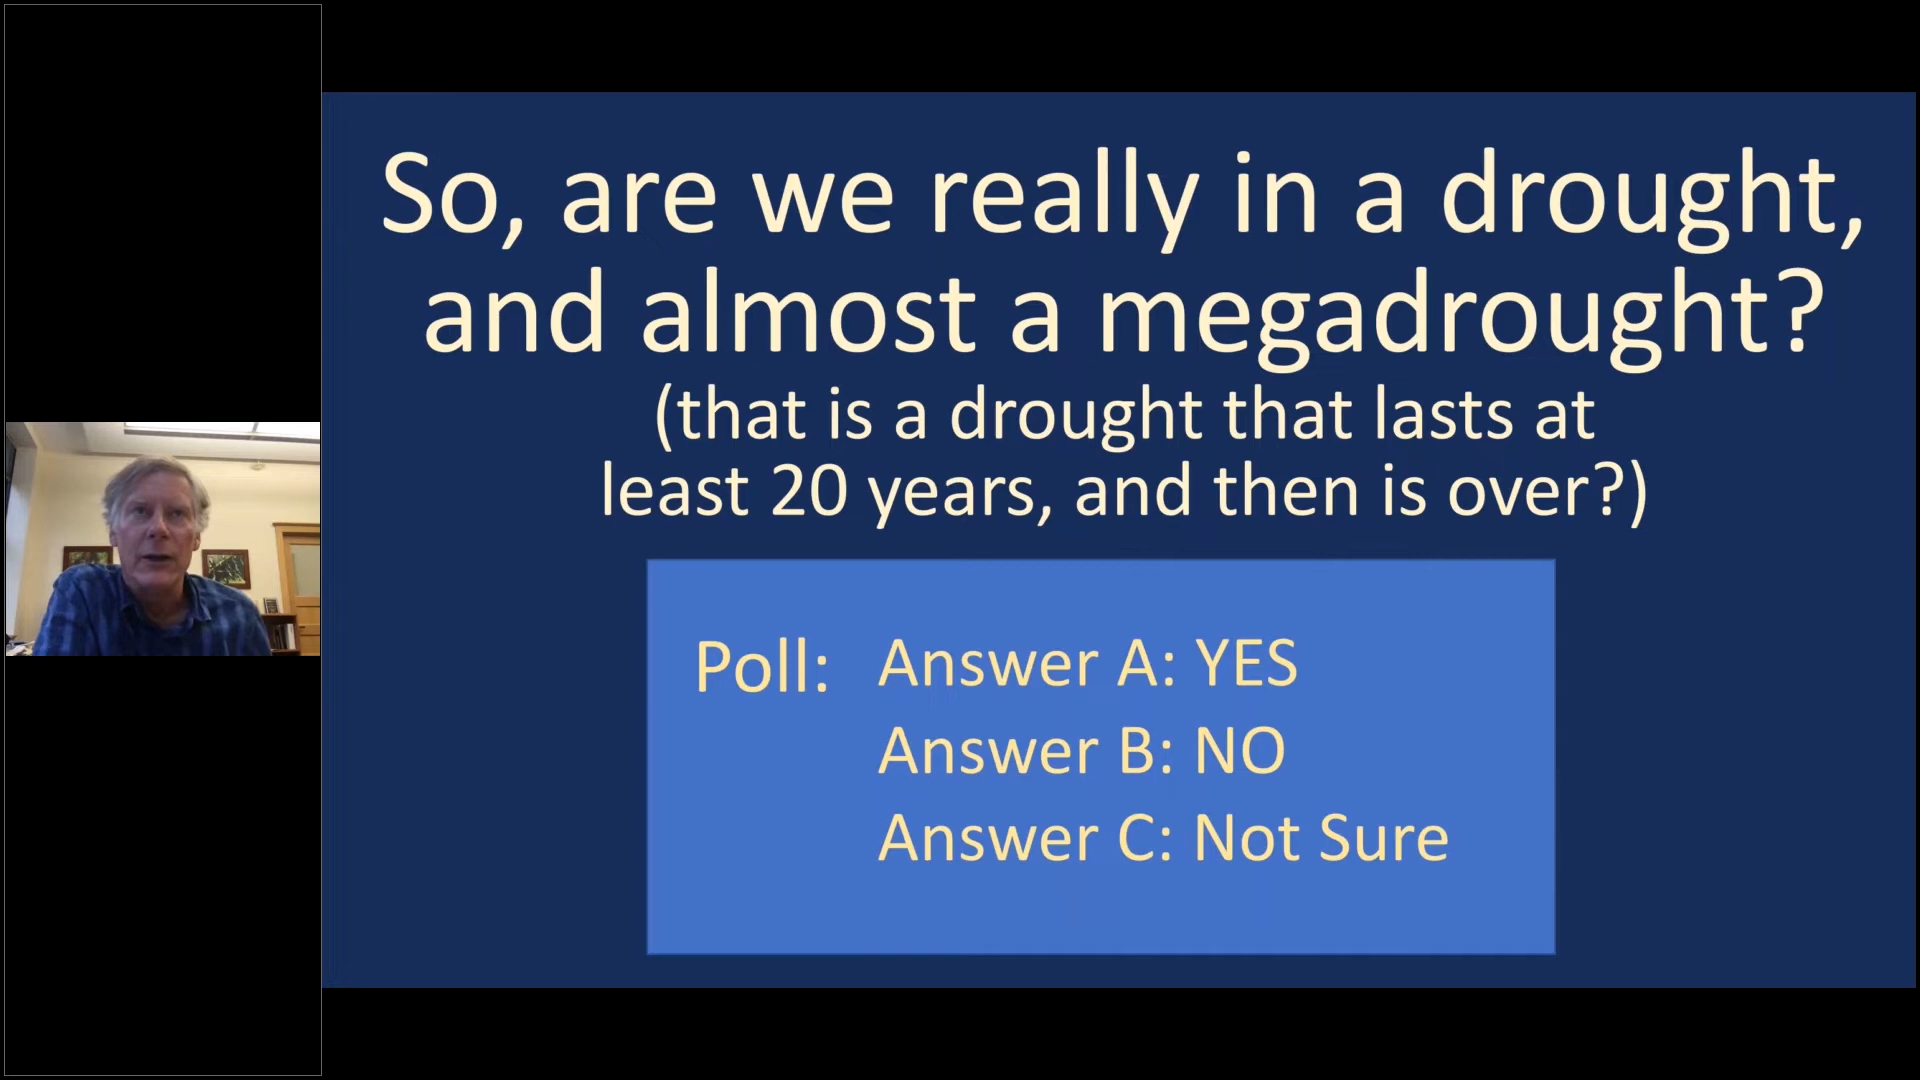 So, are we really in a drought,
and almost a megadrought?
(that is a drought that lasts at
least 20 years, and then is over?)
Poll: Answer A: YES
Answer B: NO
Answer C: Not Sure